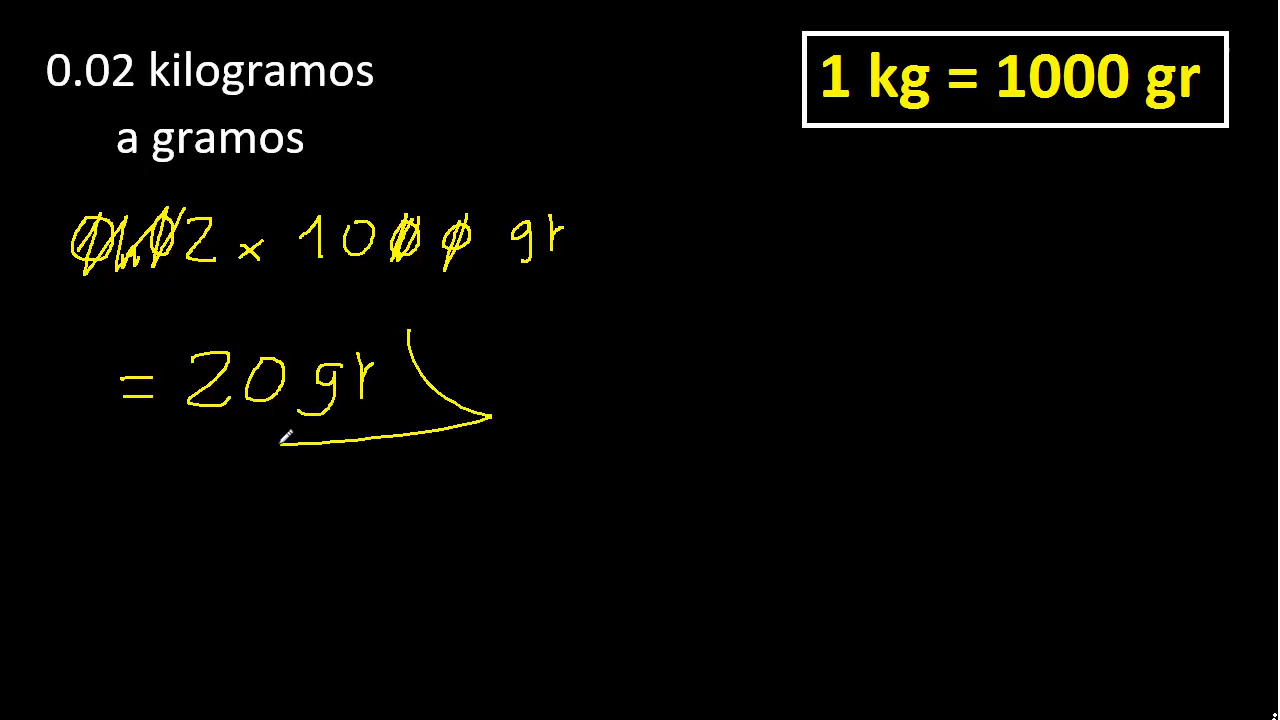 0.02 kilogramos
a gramos
1 kg = 1000 gr
0.02 x 1000 gr
= 20 gr